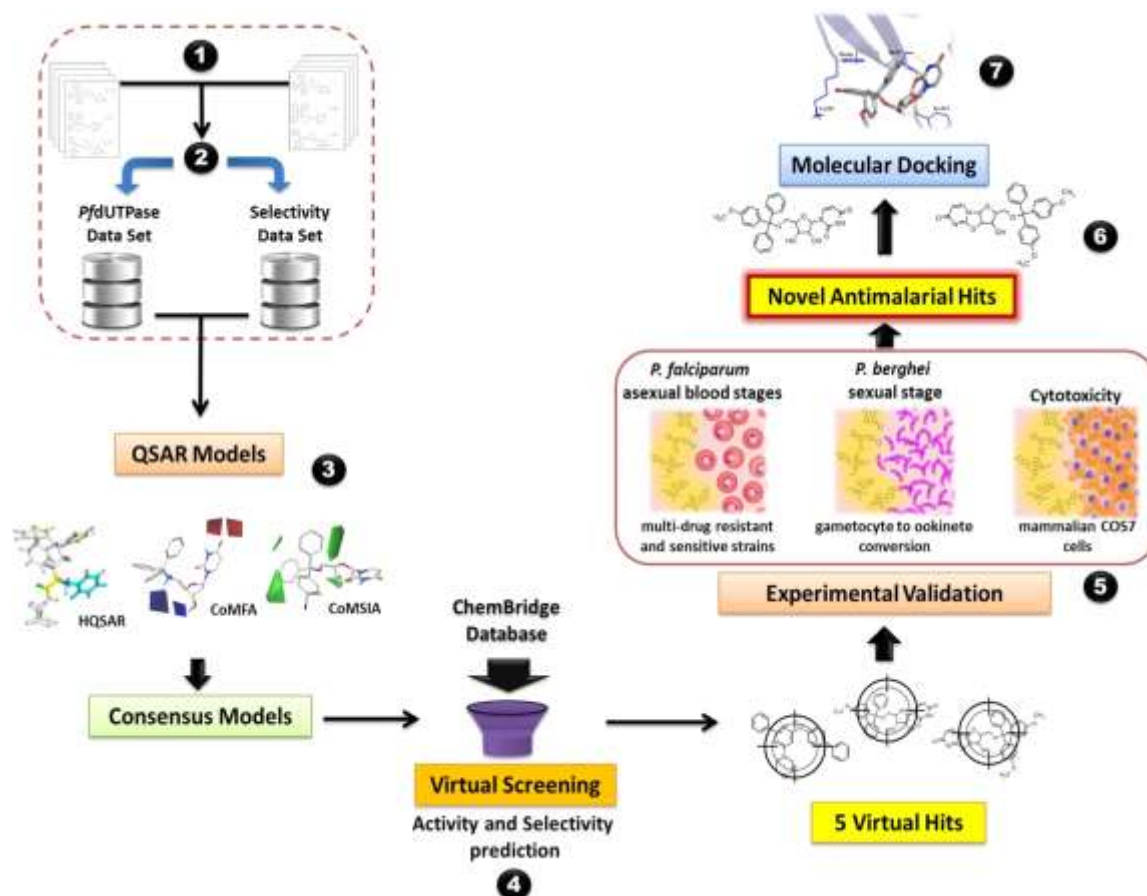 1
2
PfdUTPase
Data Set
Selectivity
Data Set
QSAR Models
3
HQSAR
CoMFA
CoMSIA
Consensus Models
ChemBridge
Database
Virtual Screening
Activity and Selectivity
prediction
4
5 Virtual Hits
Experimental Validation
5
P. falciparum
asexual blood stages
multi-drug resistant
and sensitive strains
P. berghei
sexual stage
gametocyte to ookinete
conversion
Cytotoxicity
mammalian COS7
cells
Novel Antimalarial Hits
6
Molecular Docking
7